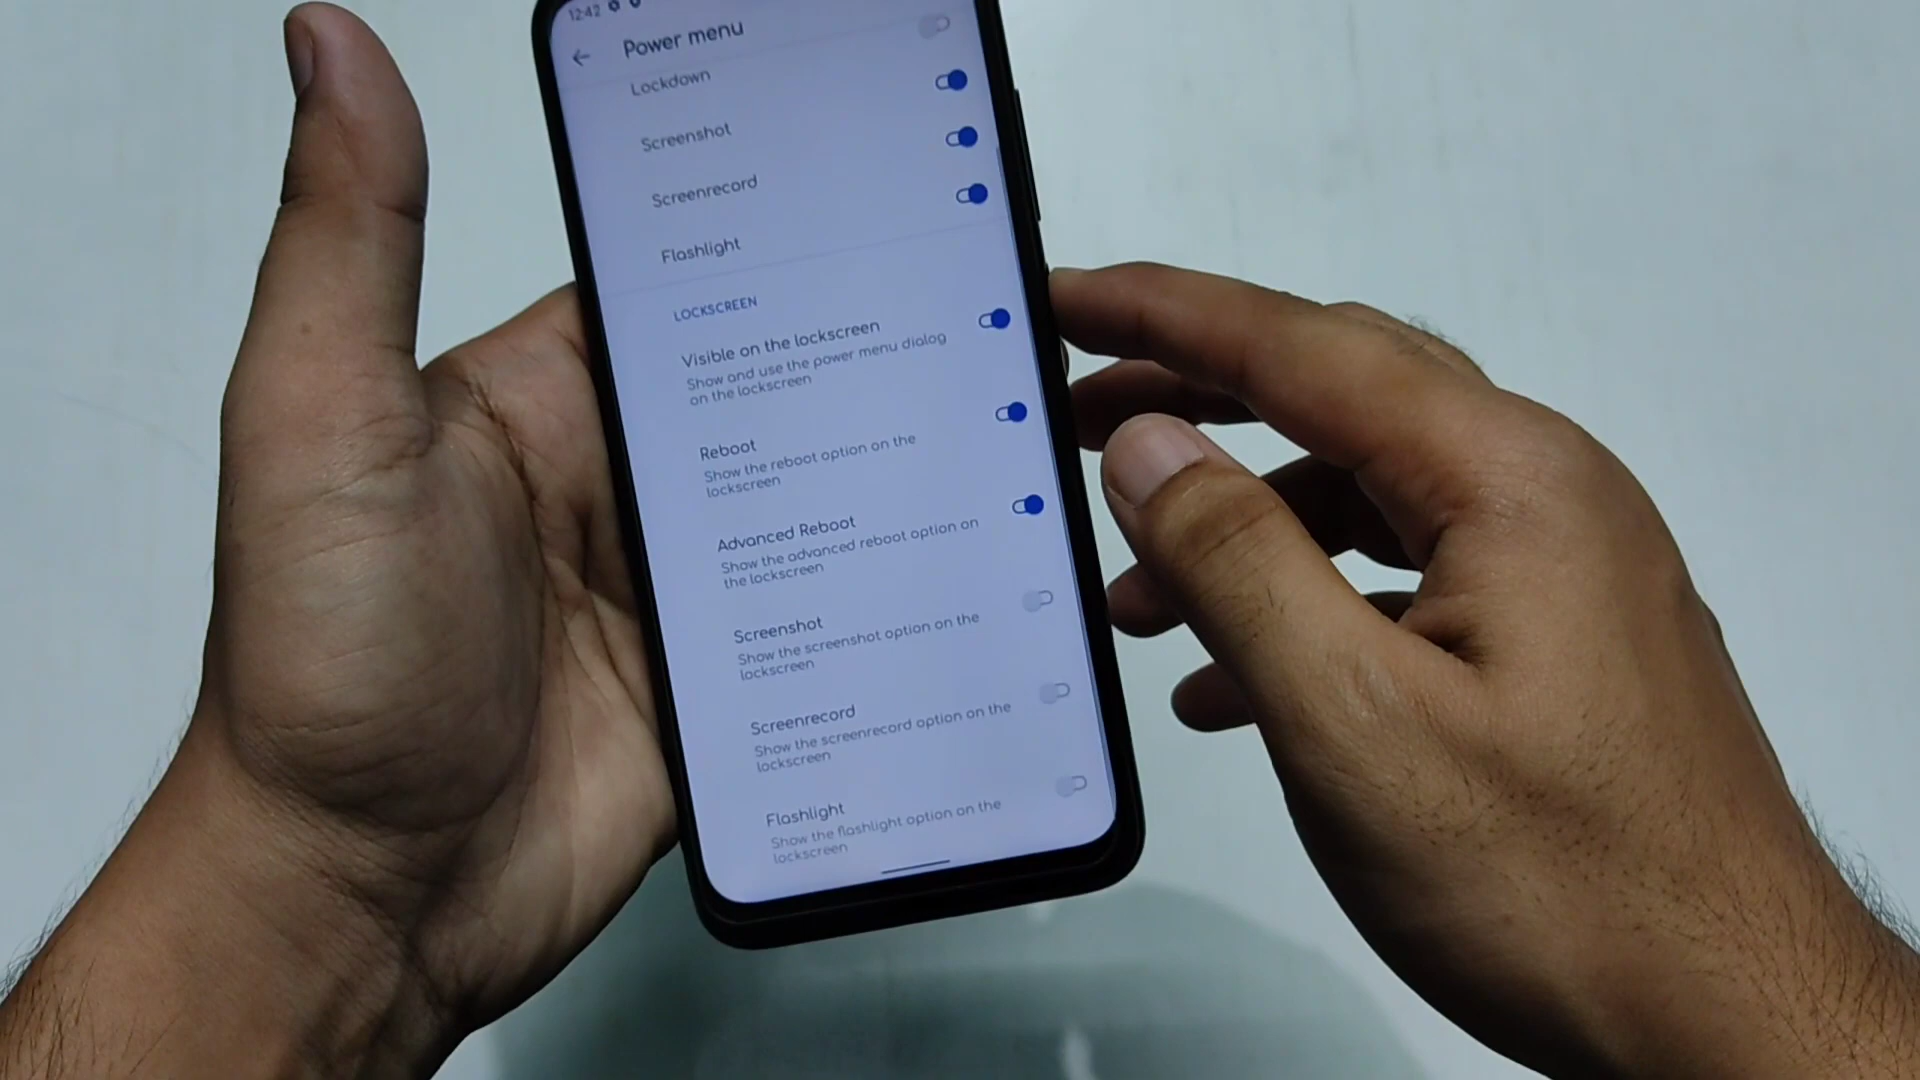 12:42
Power menu
Lockdown
Screenshot
Screenrecord
Flashlight
LOCKSCREEN
Visible on the lockscreen
Show and use the power menu dialog
on the lockscreen
Reboot
Show the reboot option on the
lockscreen
Advanced Reboot
Show the advanced reboot option on
the lockscreen
Screenshot
Show the screenshot option on the
lockscreen
Screenrecord
Show the screenrecord option on the
lockscreen
Flashlight
Show the flashlight option on the
lockscreen